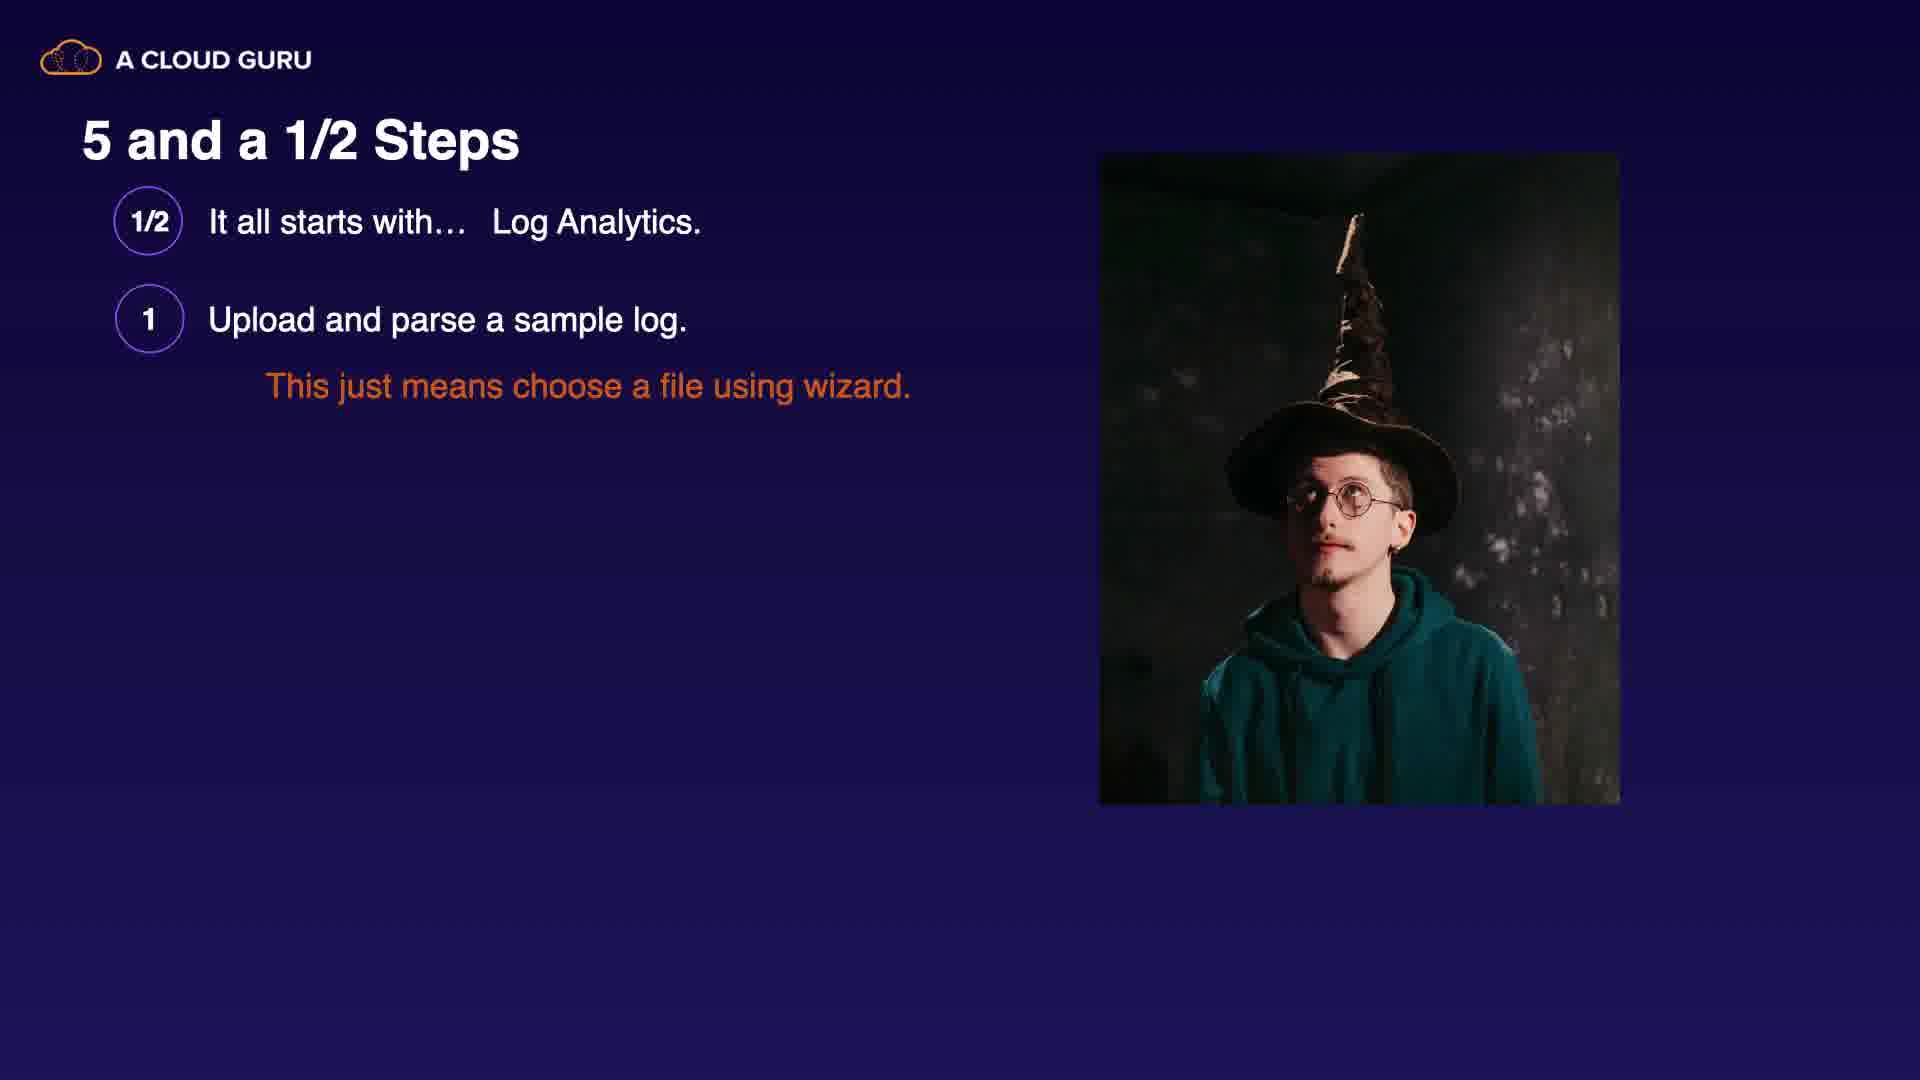 A CLOUD GURU
5 and a 1/2 Steps
1/2 It all starts with… Log Analytics.
1 Upload and parse a sample log.
This just means choose a file using wizard.